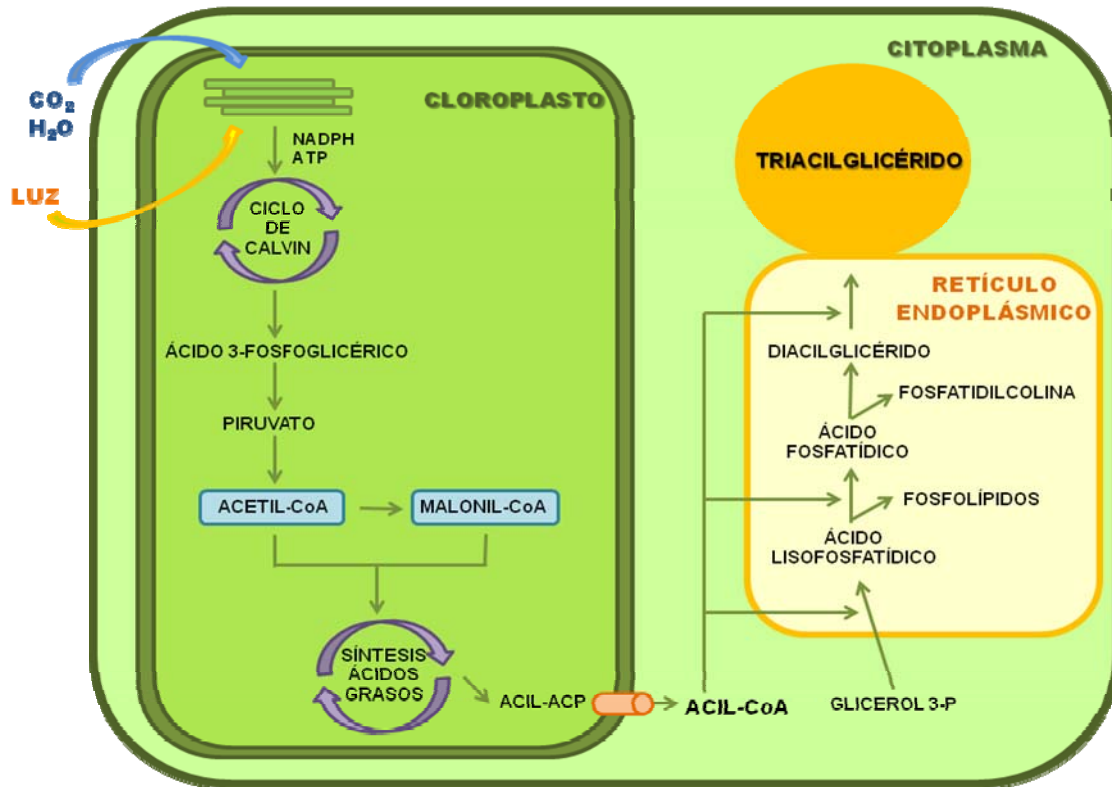 CITOPLASMA
CLOROPLASTO
CO₂
H₂O
LUZ
NADPH
ATP
CICLO
DE
CALVIN
ÁCIDO 3-FOSFOGLICÉRICO
PIRUVATO
ACETIL-CoA
MALONIL-CoA
SÍNTESIS
ÁCIDOS
GRASOS
ACIL-ACP
ACIL-CoA
GLICEROL 3-P
TRIACILGLICÉRIDO
RETÍCULO
ENDOPLÁSMICO
DIACILGLICÉRIDO
FOSFATIDILCOLINA
ÁCIDO
FOSFATÍDICO
FOSFOLÍPIDOS
ÁCIDO
LISOFOSFATÍDICO